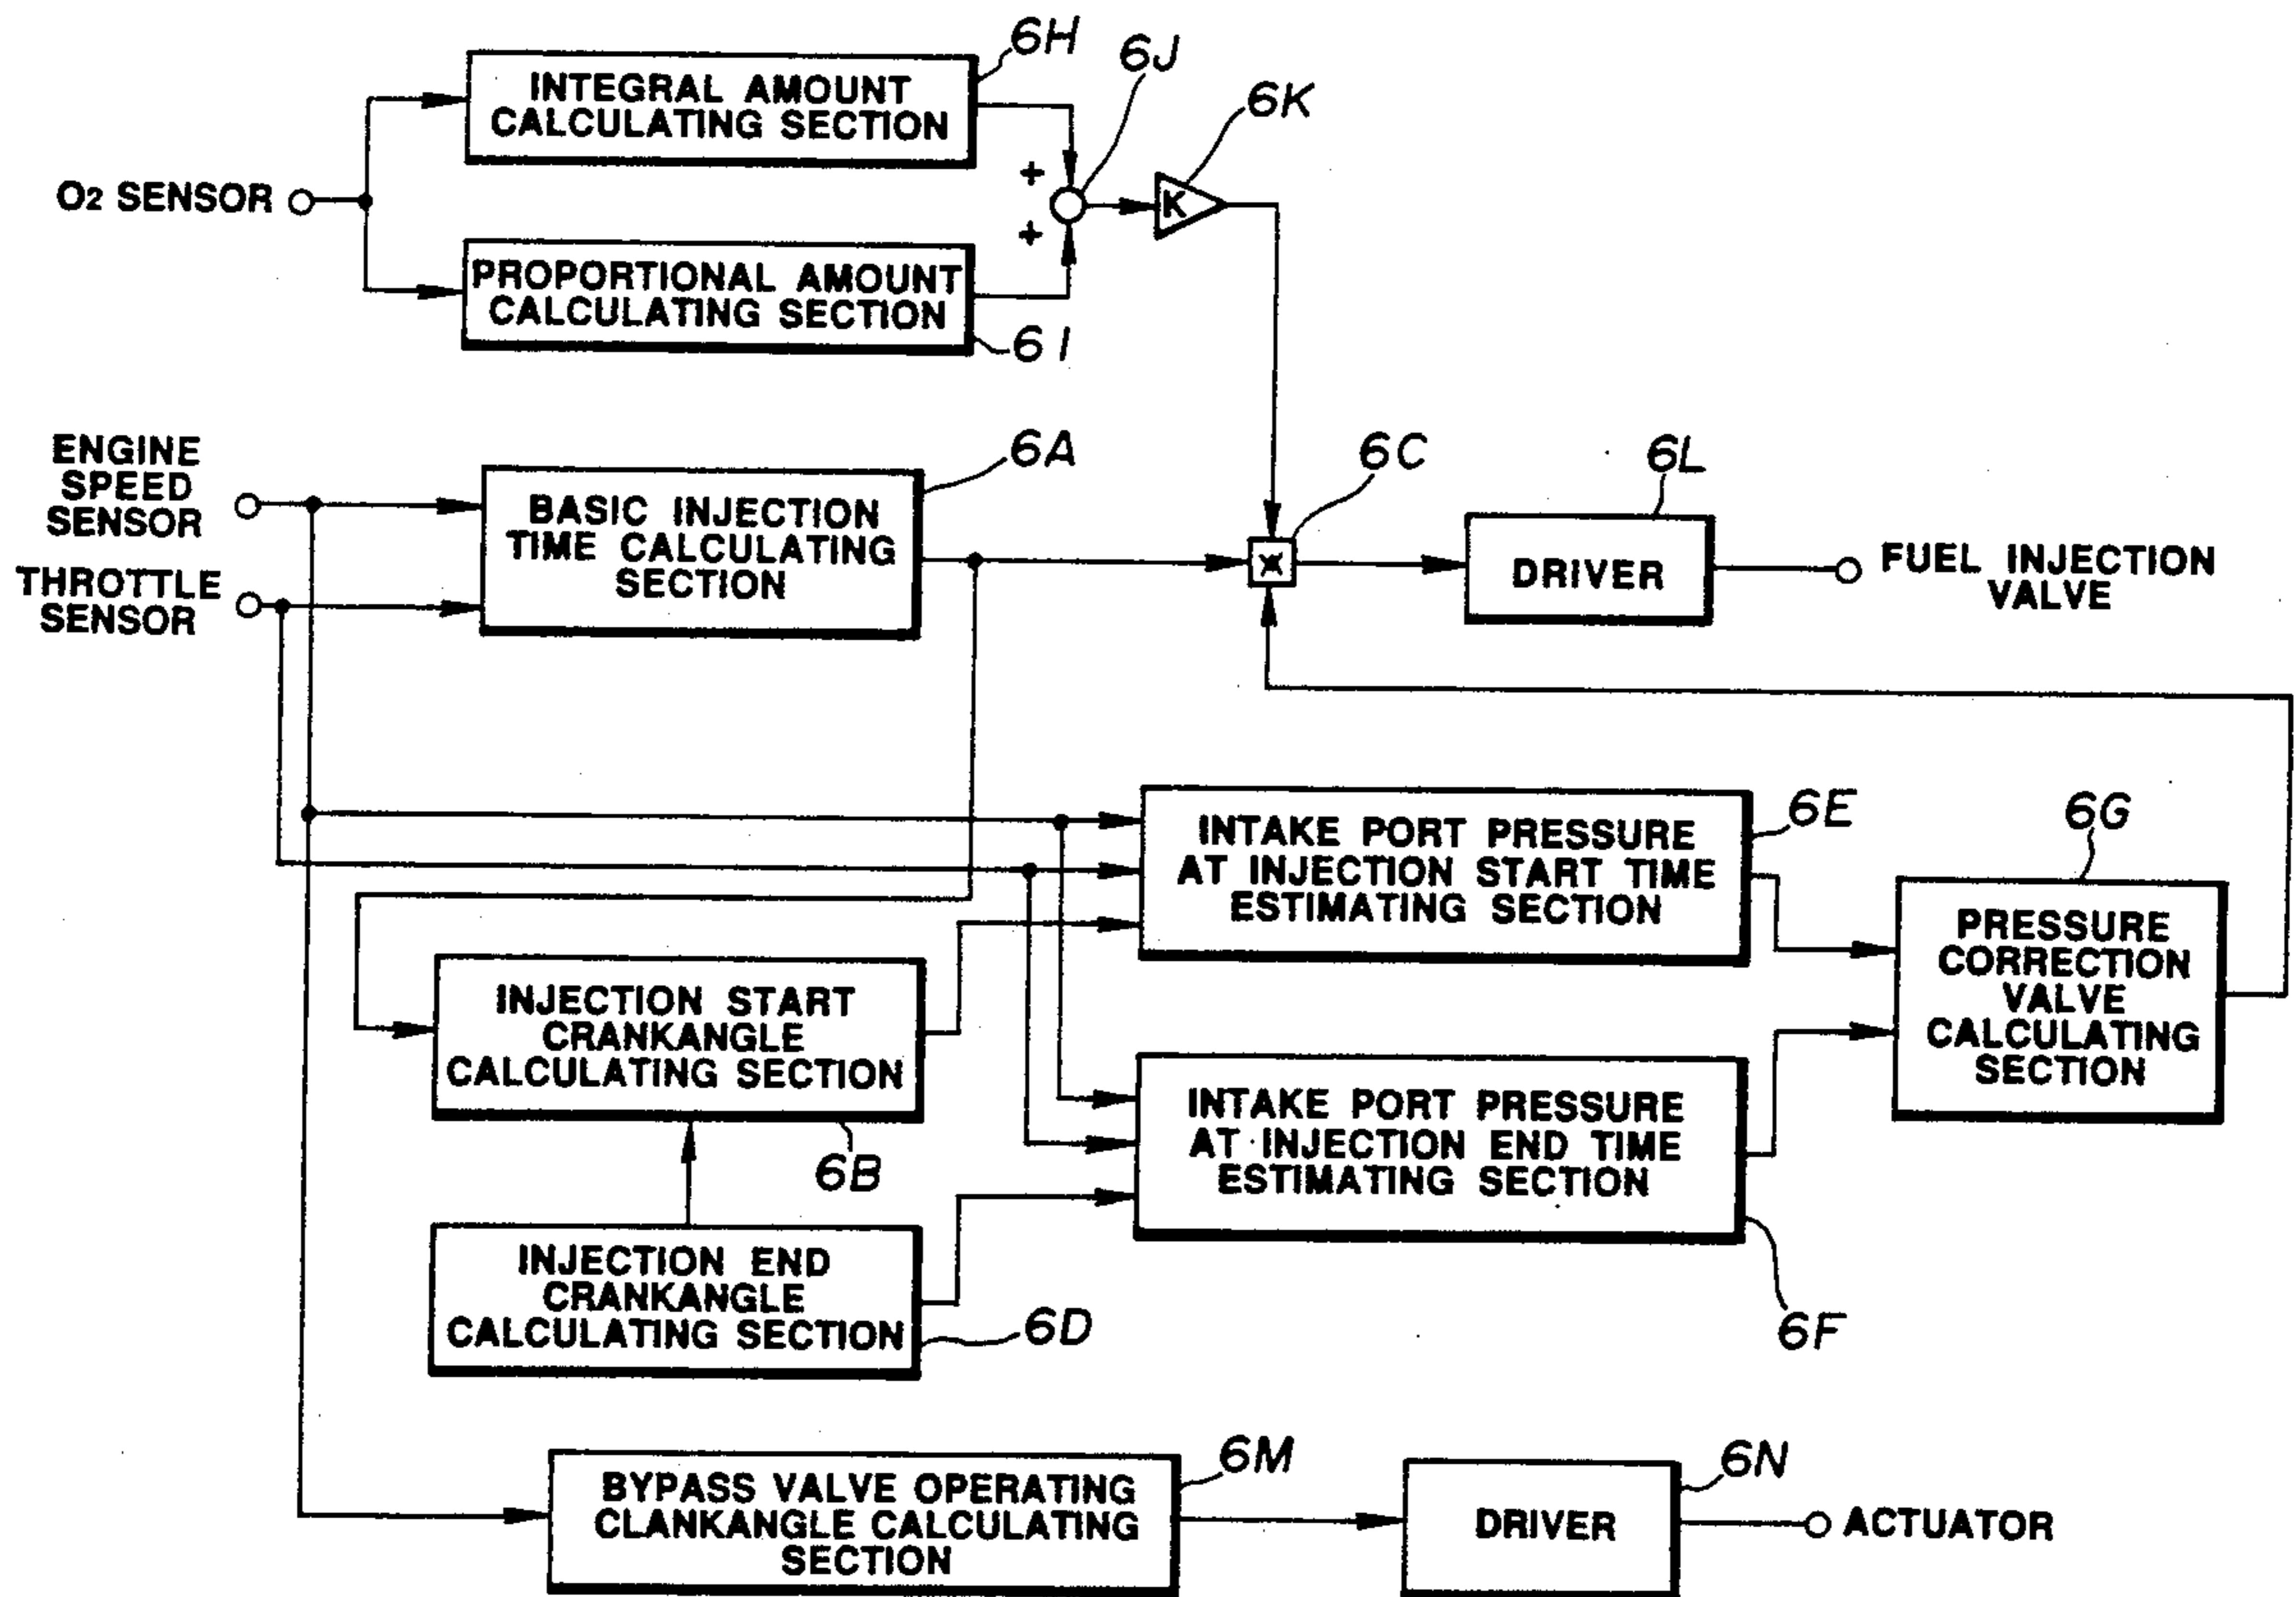 6H
INTEGRAL AMOUNT
CALCULATING SECTION
6J
6K
O2 SENSOR
+
K
+
PROPORTIONAL AMOUNT
CALCULATING SECTION
6I
ENGINE
SPEED
SENSOR
THROTTLE
SENSOR
6A
BASIC INJECTION
TIME CALCULATING
SECTION
6C
×
6L
DRIVER
FUEL INJECTION
VALVE
6E
INTAKE PORT PRESSURE
AT INJECTION START TIME
ESTIMATING SECTION
6G
PRESSURE
CORRECTION
VALVE
CALCULATING
SECTION
INJECTION START
CRANKANGLE
CALCULATING SECTION
6B
INTAKE PORT PRESSURE
AT INJECTION END TIME
ESTIMATING SECTION
6F
INJECTION END
CRANKANGLE
CALCULATING SECTION
6D
BYPASS VALVE OPERATING
CLANKANGLE CALCULATING
SECTION
6M
DRIVER
6N
ACTUATOR